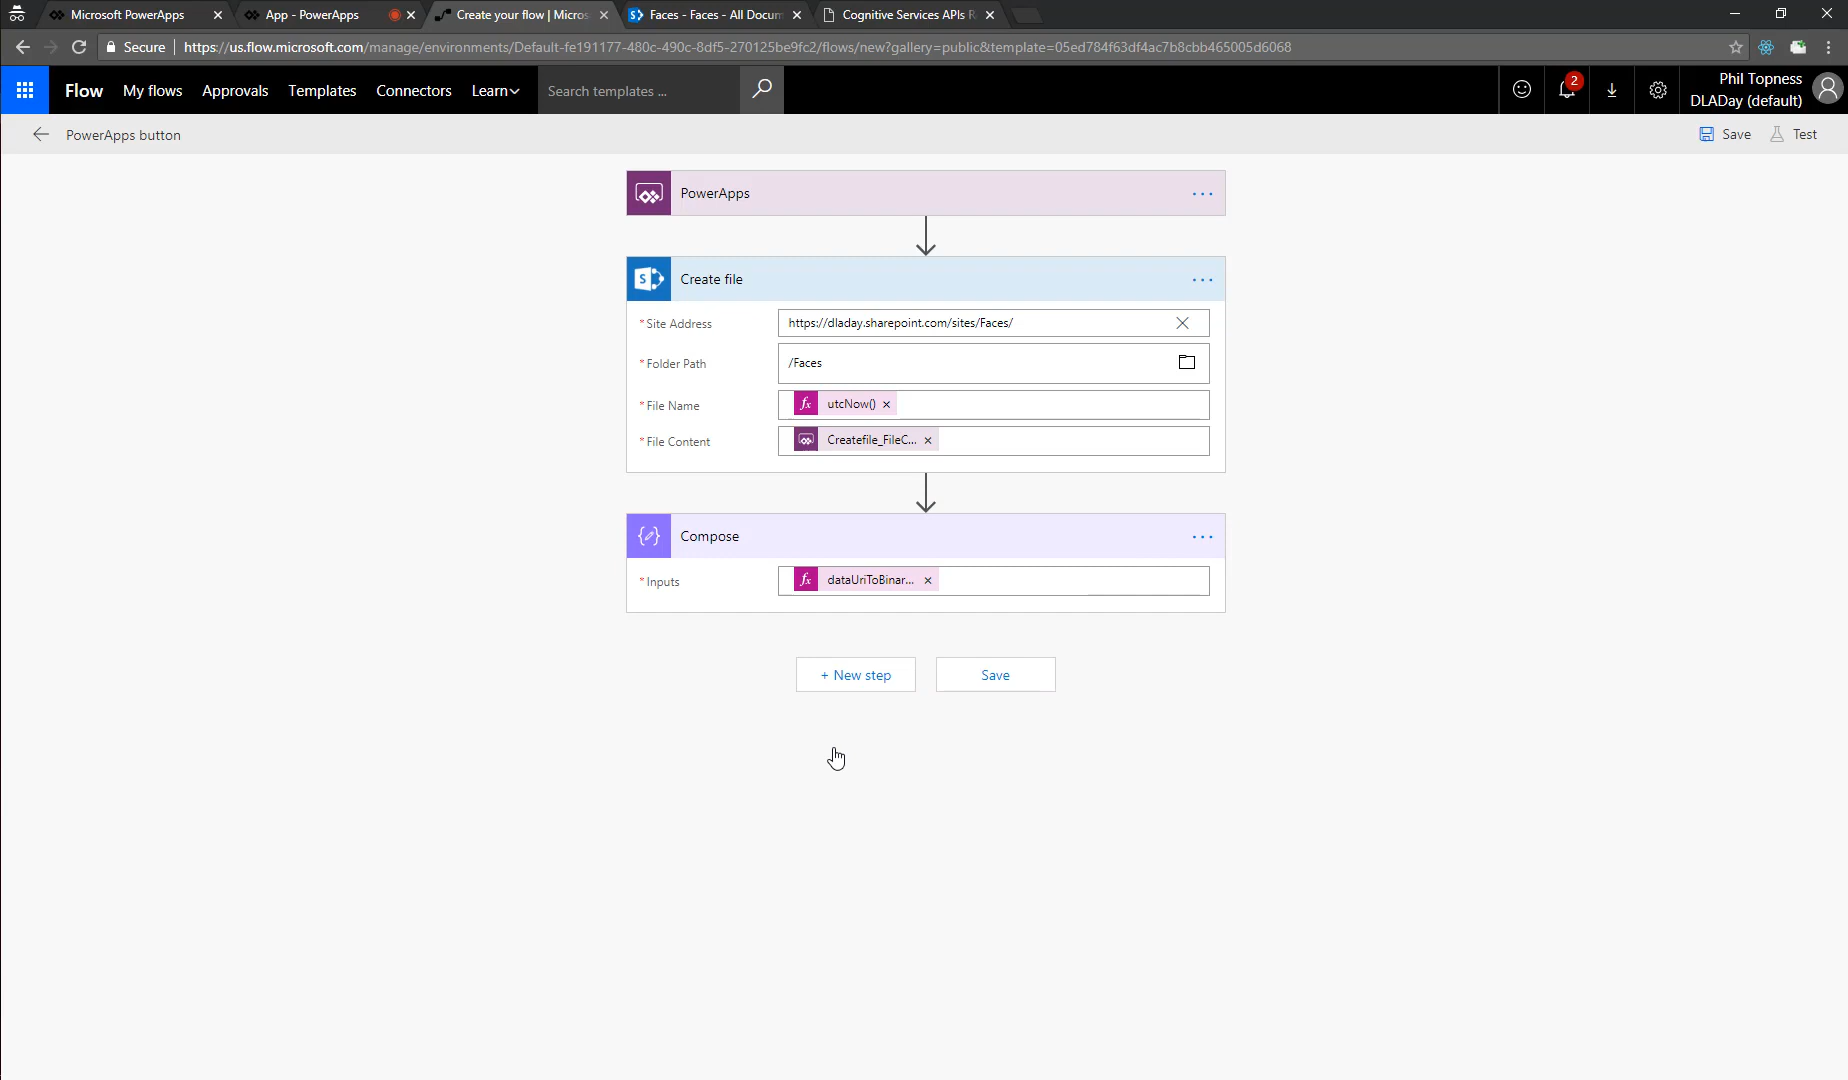 Microsoft PowerApps
App - PowerApps
Create your flow | Micros
Faces - Faces - All Docum
Cognitive Services APIs R
Secure
https://us.flow.microsoft.com/manage/environments/Default-fe191177-480c-490c-8df5-270125be9fc2/flows/new?gallery=public&template=05ed784f63df4ac7b8cbb465005d6068
Flow
My flows
Approvals
Templates
Connectors
Learn
Search templates ...
2
Phil Topness
DLADay (default)
PowerApps button
Save
Test
PowerApps
...
S
Create file
...
* Site Address
https://dladay.sharepoint.com/sites/Faces/
* Folder Path
/Faces
* File Name
fx utcNow() ×
* File Content
Createfile_FileC... ×
Compose
...
* Inputs
fx dataUriToBinar... ×
+ New step
Save